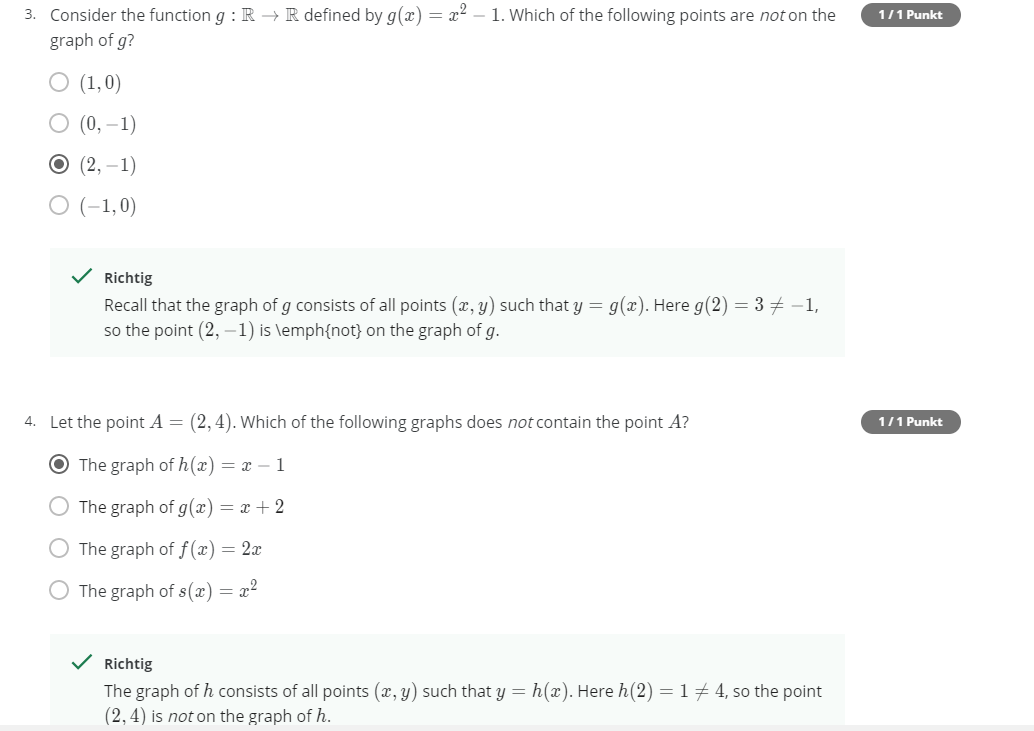 3. Consider the function g : ℝ → ℝ defined by g(x) = x² − 1. Which of the following points are not on the 1 / 1 Punkt
graph of g?
(1, 0)
(0, −1)
(2, −1)
(−1, 0)
Richtig
Recall that the graph of g consists of all points (x, y) such that y = g(x). Here g(2) = 3 ≠ −1,
so the point (2, −1) is \emph{not} on the graph of g.
4. Let the point A = (2, 4). Which of the following graphs does not contain the point A? 1 / 1 Punkt
The graph of h(x) = x − 1
The graph of g(x) = x + 2
The graph of f(x) = 2x
The graph of s(x) = x²
Richtig
The graph of h consists of all points (x, y) such that y = h(x). Here h(2) = 1 ≠ 4, so the point
(2, 4) is not on the graph of h.